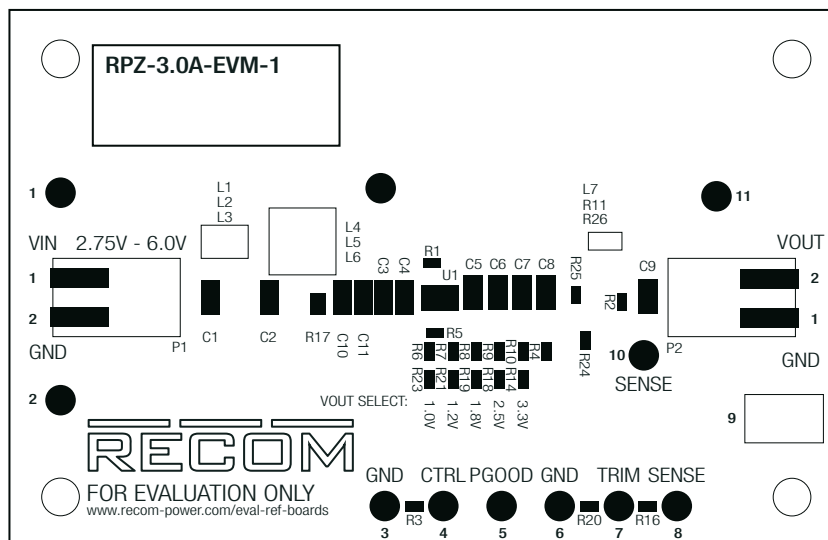 RPZ-3.0A-EVM-1
1
11
L1
L2
L3
L4
L5
L6
L7
R11
R26
VIN 2.75V - 6.0V
VOUT
1
2
2
1
GND
P1
C1
C2
R17
C10
C11
C3
C4
R1
U1
C5
C6
C7
C8
R25
R2
C9
P2
GND
R5
R6
R7
R8
R9
R10
R4
R24
10
SENSE
R23
R21
R19
R18
R14
2
VOUT SELECT:
1.0V
1.2V
1.8V
2.5V
3.3V
9
RECOM
FOR EVALUATION ONLY
www.recom-power.com/eval-ref-boards
GND CTRL PGOOD GND TRIM SENSE
R3
R20
R16
3 4 5 6 7 8